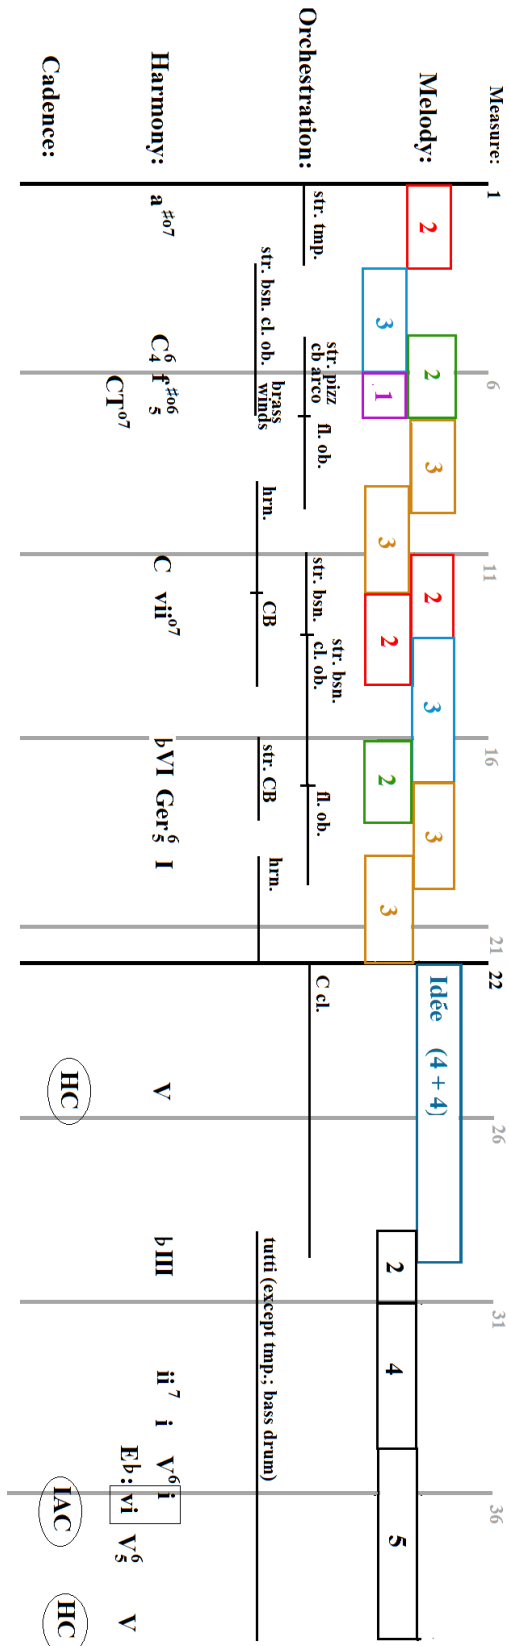 Measure: 1 6 11 16 21 22 26 31 36
Melody: 2 2 3 2 3 3 Idée (4 + 4)
3 1 3 2 2 3 2 4 5
Orchestration: str. tmp. str. pizz cb arco fl. ob. str. bsn. str. bsn. cl. ob. fl. ob. C cl.
str. bsn. cl. ob. brass winds hrn. CB str. CB hrn. tutti (except tmp.; bass drum)
Harmony: a ♯o7 C 6 4 f ♯o6 5 C vii o7 ♭VI Ger 6 5 I V ♭III ii 7 i V 6 i
CT o7 E♭: vi V 6 5 V
Cadence: HC IAC HC